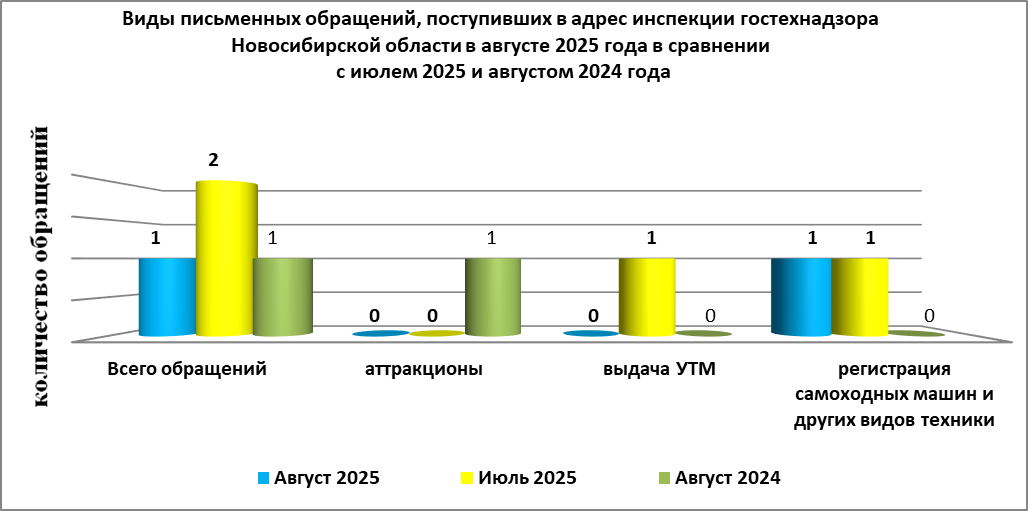 Виды письменных обращений, поступивших в адрес инспекции гостехнадзора
Новосибирской области в августе 2025 года в сравнении
с июлем 2025 и августом 2024 года
количество обращений
1
2
1
0
0
1
0
1
0
1
1
0
Всего обращений
аттракционы
выдача УТМ
регистрация
самоходных машин и
других видов техники
Август 2025
Июль 2025
Август 2024